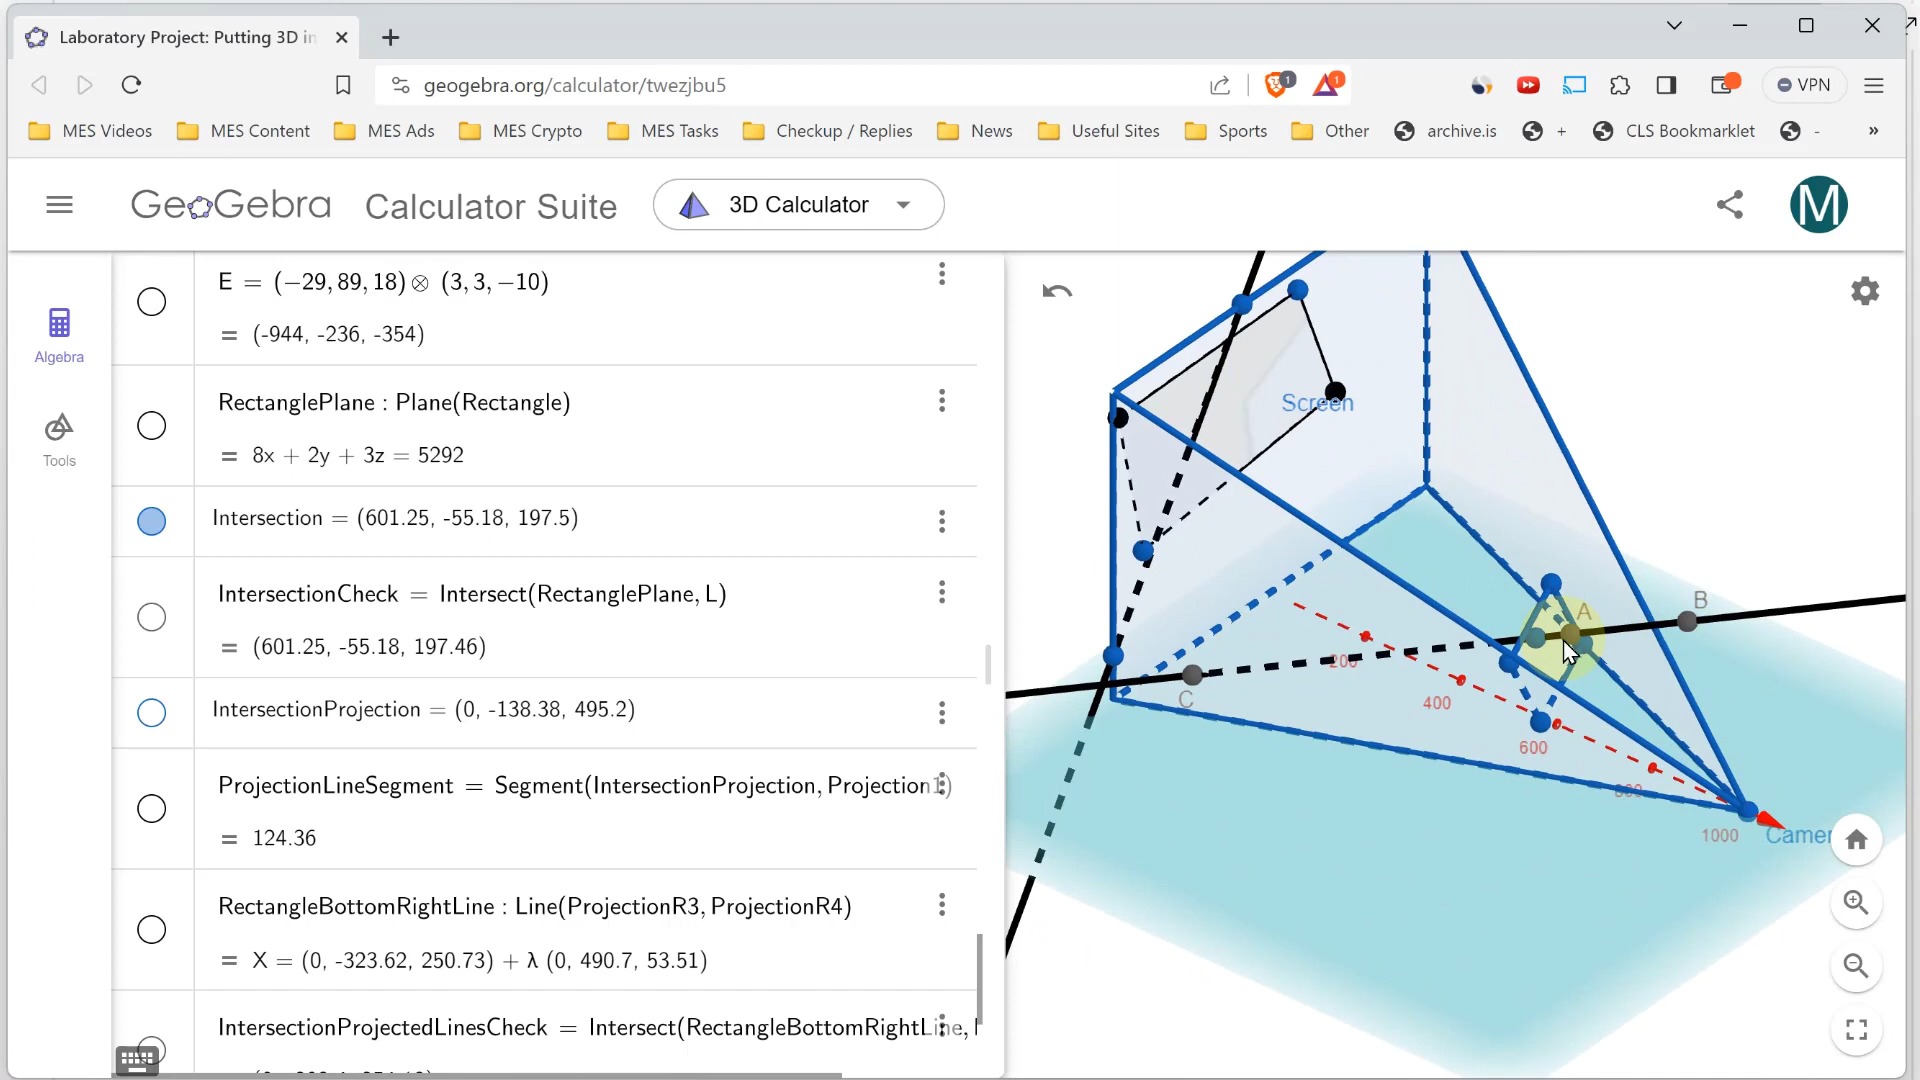 Laboratory Project: Putting 3D in
geogebra.org/calculator/twezjbu5
1
1
VPN
MES Videos
MES Content
MES Ads
MES Crypto
MES Tasks
Checkup / Replies
News
Useful Sites
Sports
Other
archive.is
+
CLS Bookmarklet
-
»
GeoGebra
Calculator Suite
3D Calculator
M
Algebra
Tools
E = (−29, 89, 18) ⊗ (3, 3, −10)
= (-944, -236, -354)
RectanglePlane : Plane(Rectangle)
= 8x + 2y + 3z = 5292
Intersection = (601.25, -55.18, 197.5)
IntersectionCheck = Intersect(RectanglePlane, L)
= (601.25, -55.18, 197.46)
IntersectionProjection = (0, -138.38, 495.2)
ProjectionLineSegment = Segment(IntersectionProjection, Projection1)
= 124.36
RectangleBottomRightLine : Line(ProjectionR3, ProjectionR4)
= X = (0, -323.62, 250.73) + λ (0, 490.7, 53.51)
IntersectionProjectedLinesCheck = Intersect(RectangleBottomRightLine,
Screen
A
B
C
200
400
600
800
1000
Camer